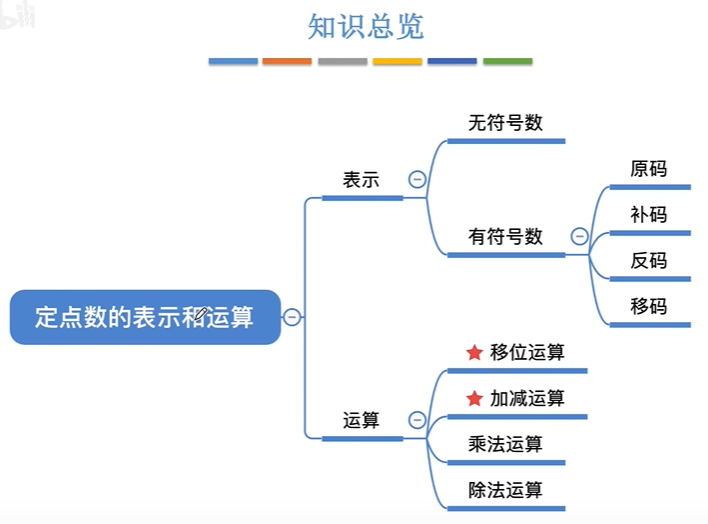 知识总览
无符号数
表示
原码
补码
有符号数
反码
移码
定点数的表示和运算
移位运算
加减运算
运算
乘法运算
除法运算